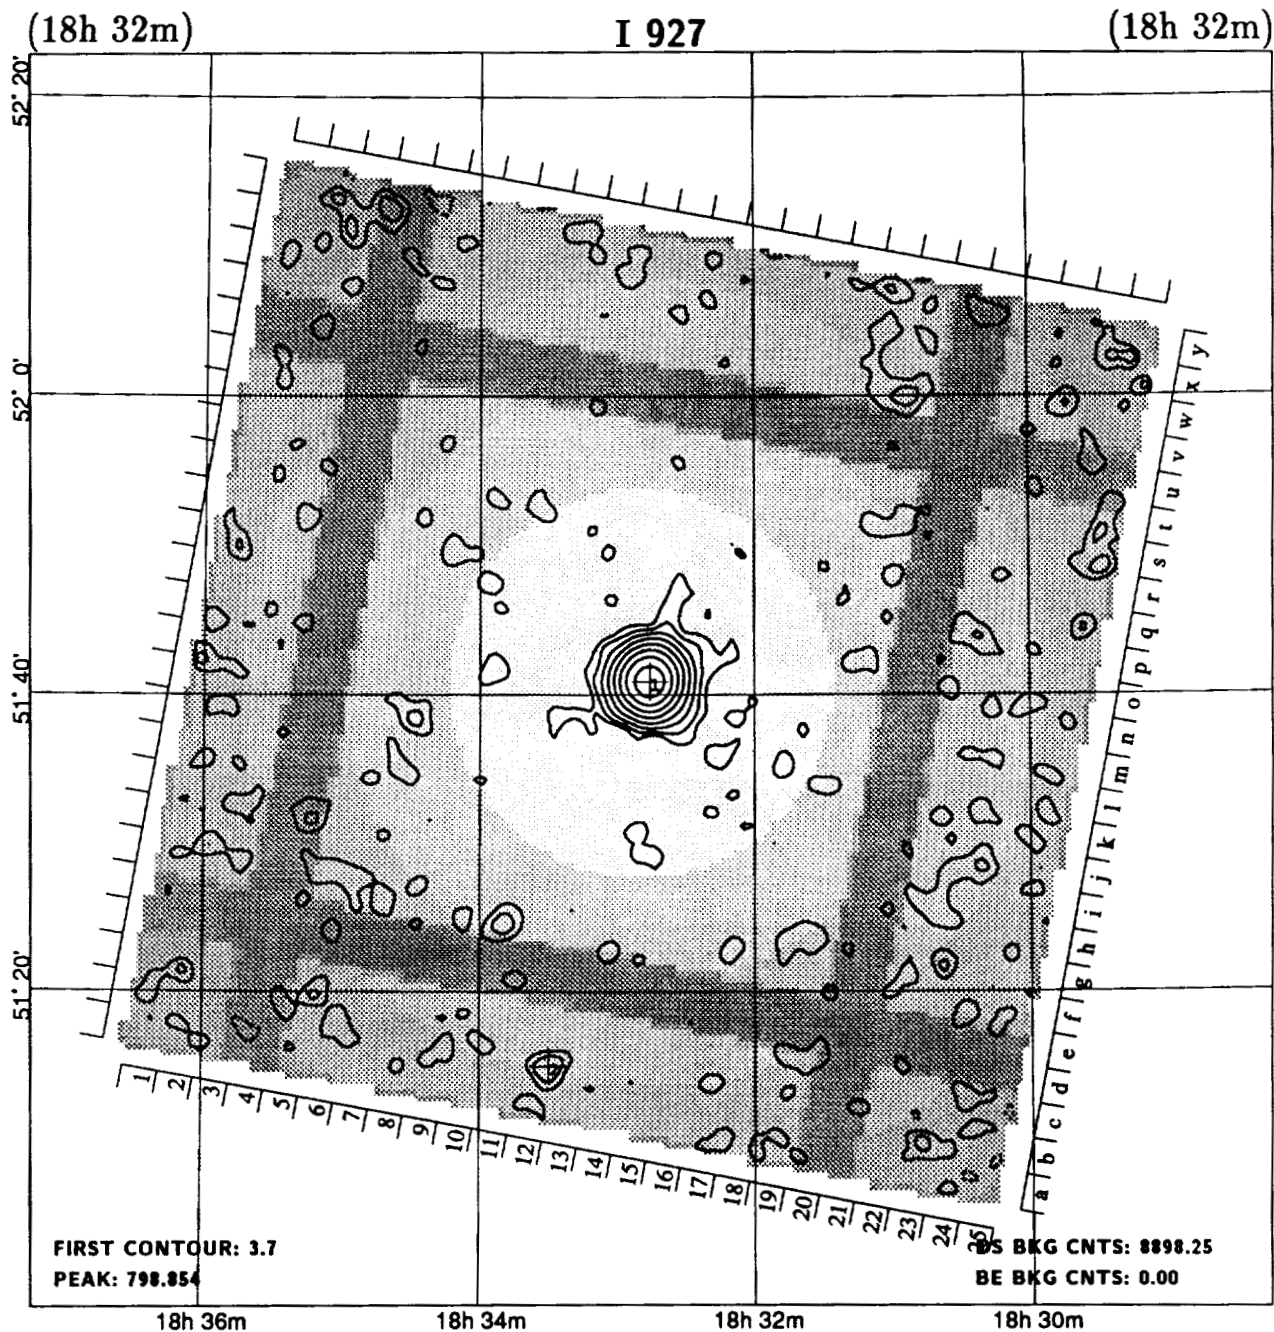 (18h 32m) I 927 (18h 32m)
52° 20'
52° 0'
51° 40'
51° 20'
y
x
w
v
u
t
s
r
q
p
o
n
m
l
k
j
i
h
g
f
e
d
c
b
a
1 2 3 4 5 6 7 8 9 10 11 12 13 14 15 16 17 18 19 20 21 22 23 24 25
FIRST CONTOUR: 3.7 DS BKG CNTS: 8898.25
PEAK: 798.854 BE BKG CNTS: 0.00
18h 36m 18h 34m 18h 32m 18h 30m